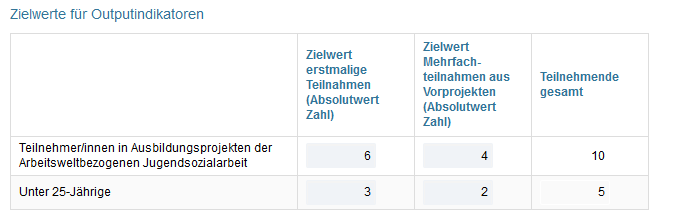 Zielwerte für Outputindikatoren
Zielwert
erstmalige
Teilnahmen
(Absolutwert
Zahl)
Zielwert
Mehrfach-
teilnahmen aus
Vorprojekten
(Absolutwert
Zahl)
Teilnehmende
gesamt
Teilnehmer/innen in Ausbildungsprojekten der
Arbeitsweltbezogenen Jugendsozialarbeit
6
4
10
Unter 25-Jährige
3
2
5